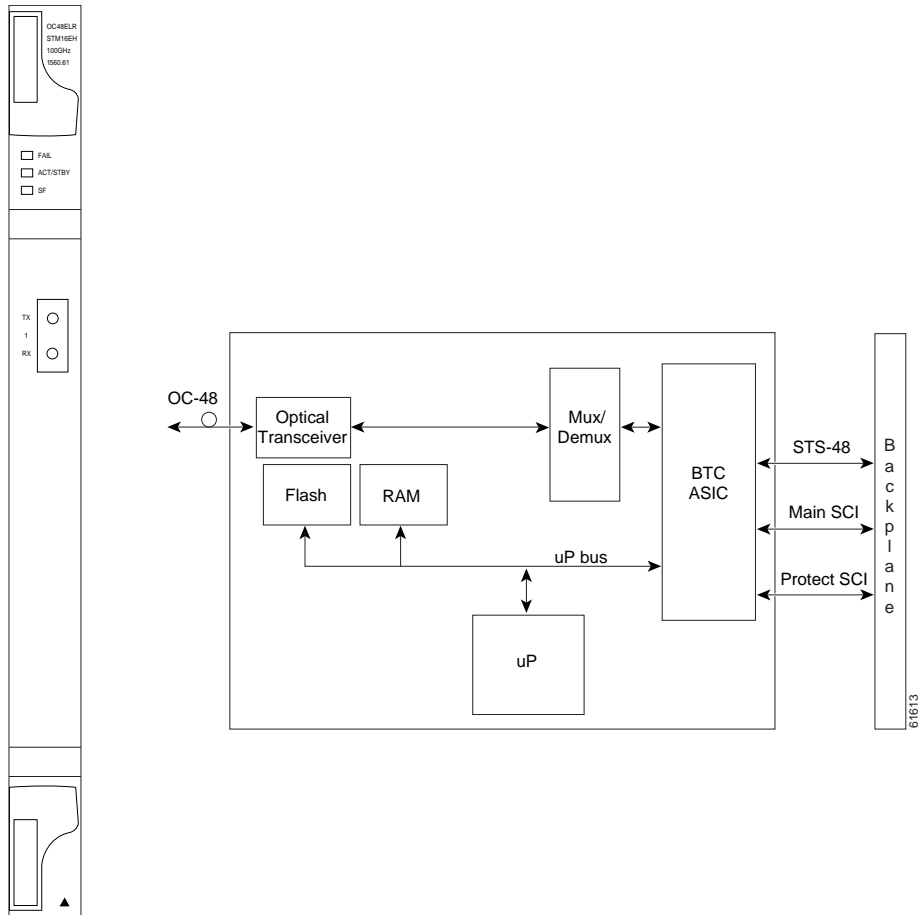 OC48ELR
STM16EH
100GHz
1560.61
FAIL
ACT/STBY
SF
TX
1
RX
OC-48
Optical
Transceiver
Mux/
Demux
BTC
ASIC
Flash
RAM
uP bus
uP
STS-48
Main SCI
Protect SCI
Backplane
61613